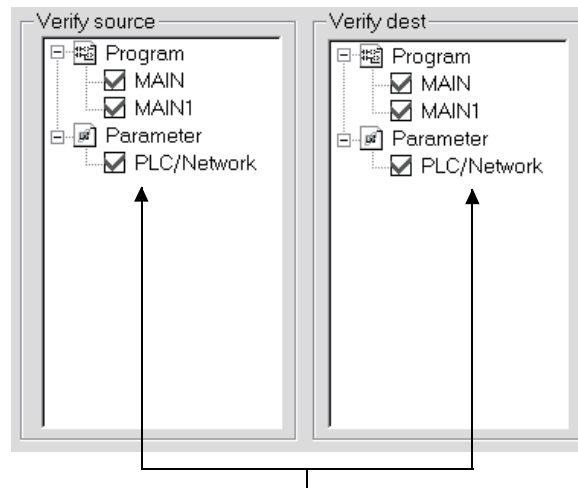 Verify source
Program
MAIN
MAIN1
Parameter
PLC/Network
Verify dest
Program
MAIN
MAIN1
Parameter
PLC/Network